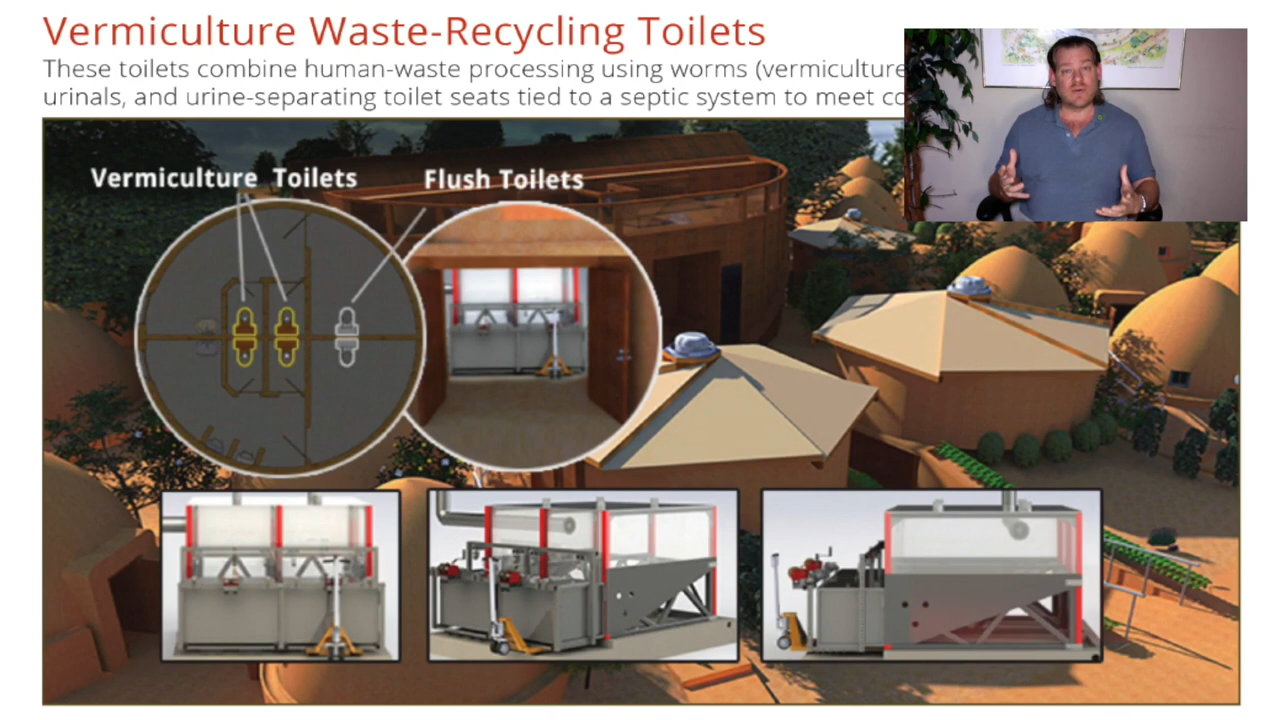 Vermiculture Waste-Recycling Toilets
These toilets combine human-waste processing using worms (vermiculture
urinals, and urine-separating toilet seats tied to a septic system to meet co
Vermiculture Toilets
Flush Toilets